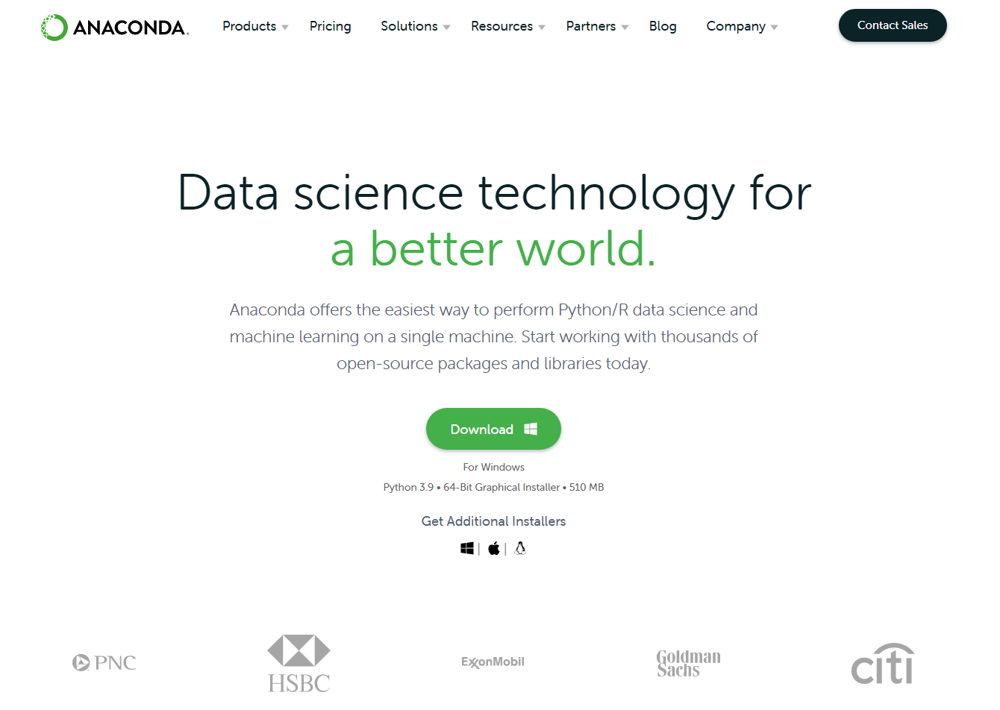 ANACONDA.
Products Pricing Solutions Resources Partners Blog Company Contact Sales
Data science technology for
a better world.
Anaconda offers the easiest way to perform Python/R data science and
machine learning on a single machine. Start working with thousands of
open-source packages and libraries today.
Download
For Windows
Python 3.9 • 64-Bit Graphical Installer • 510 MB
Get Additional Installers
| |
PNC HSBC ExxonMobil Goldman Sachs citi